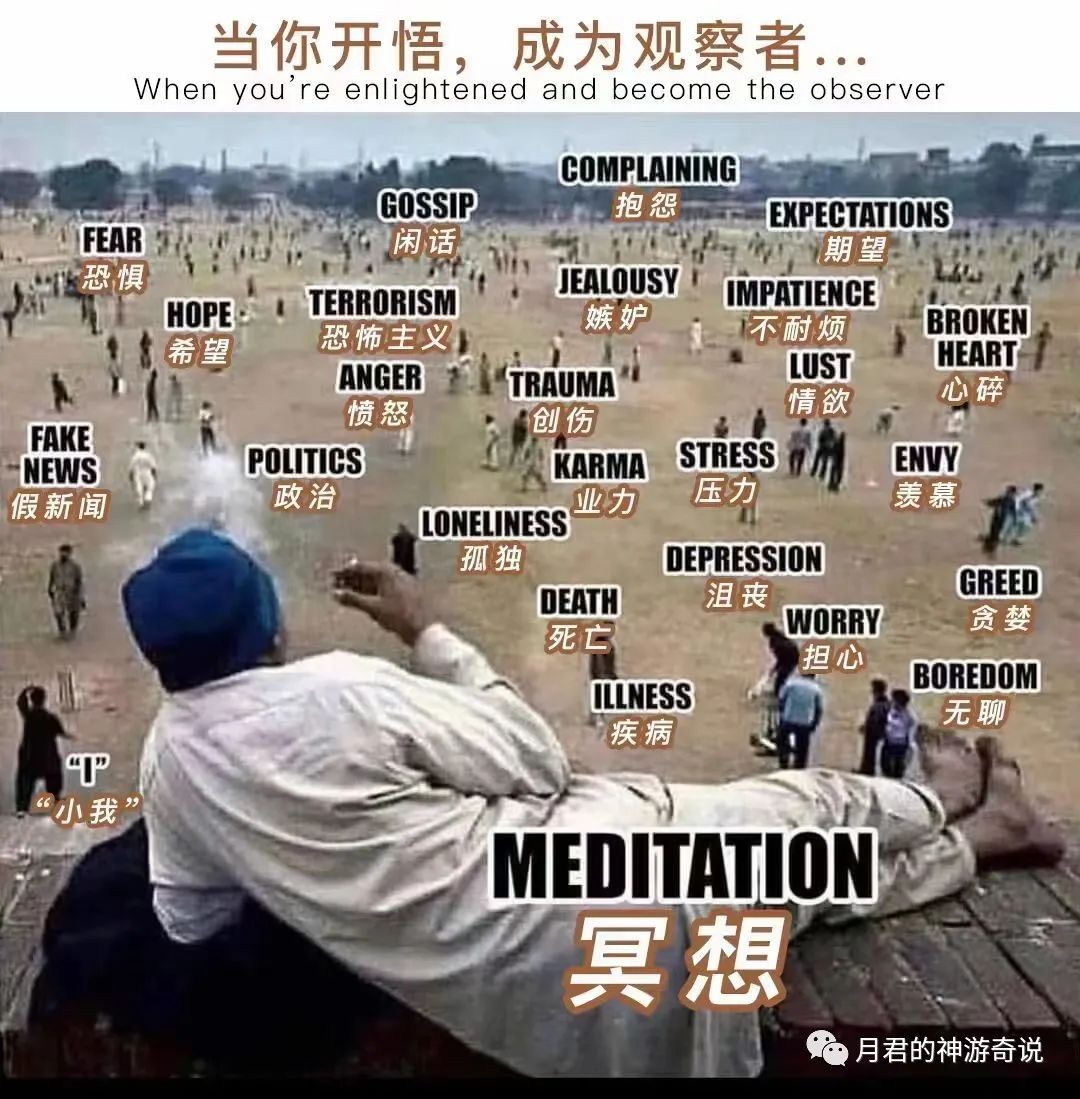 当你开悟，成为观察者...
When you're enlightened and become the observer
COMPLAINING
抱怨
GOSSIP
闲话
EXPECTATIONS
期望
FEAR
恐惧
JEALOUSY
嫉妒
IMPATIENCE
不耐烦
HOPE
希望
TERRORISM
恐怖主义
BROKEN
HEART
心碎
ANGER
愤怒
TRAUMA
创伤
LUST
情欲
FAKE
NEWS
假新闻
POLITICS
政治
KARMA
业力
STRESS
压力
ENVY
羡慕
LONELINESS
孤独
DEPRESSION
沮丧
GREED
贪婪
DEATH
死亡
WORRY
担心
ILLNESS
疾病
BOREDOM
无聊
“I”
“小我”
MEDITATION
冥想
月君的神游奇说